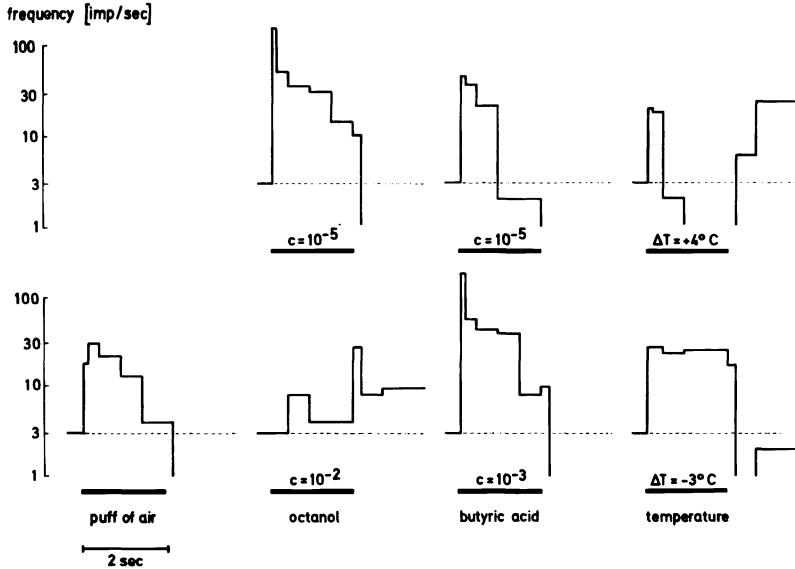 frequency [imp/sec]
100
30
10
3
1
c = 10⁻⁵
c = 10⁻⁵
ΔT = +4° C
100
30
10
3
1
c = 10⁻²
c = 10⁻³
ΔT = -3° C
puff of air
octanol
butyric acid
temperature
2 sec